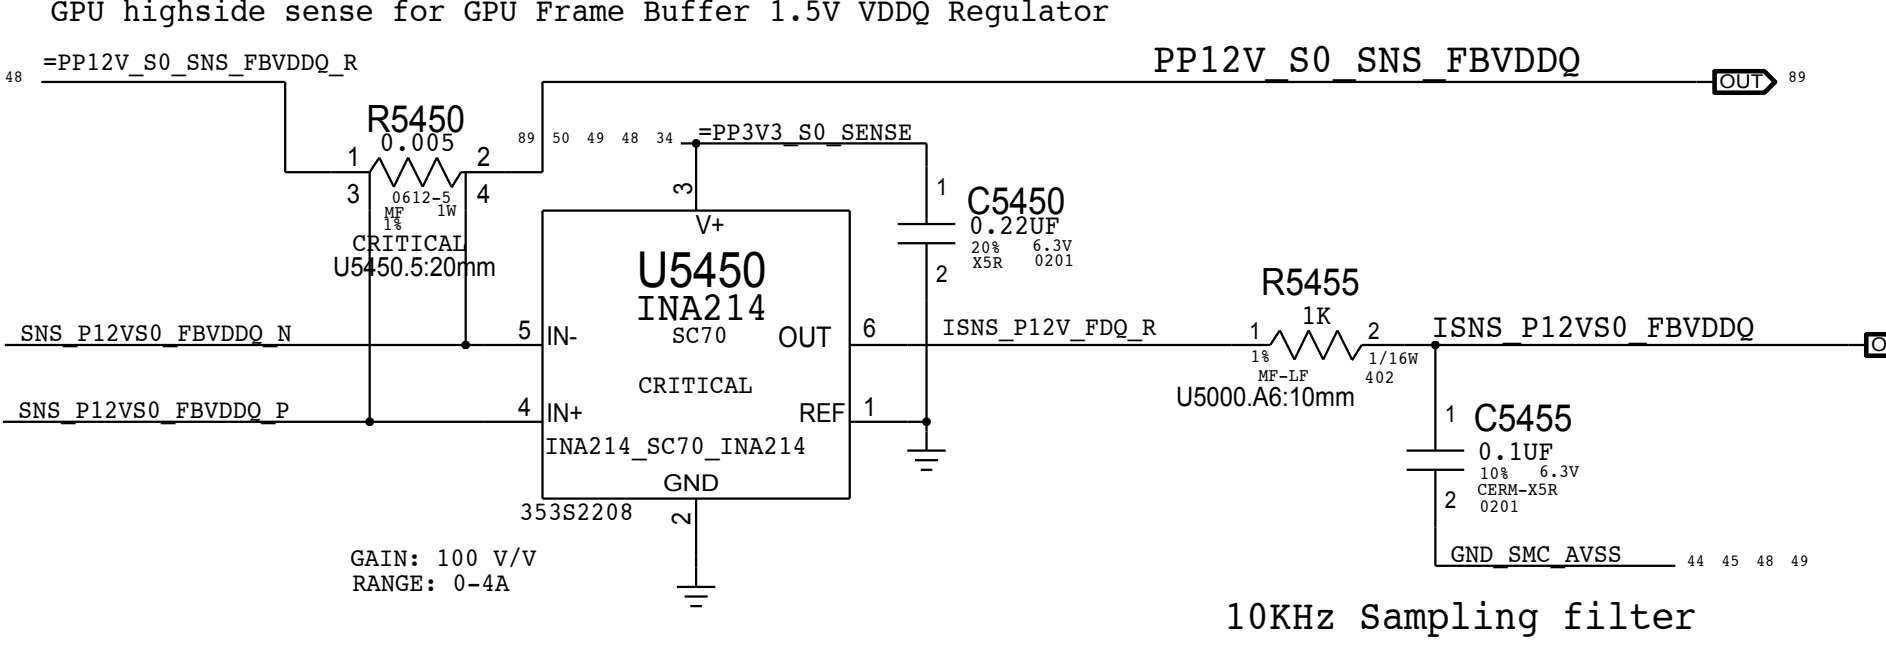 GPU highside sense for GPU Frame Buffer 1.5V VDDQ Regulator
=PP12V_S0_SNS_FBVDDQ_R
48
PP12V_S0_SNS_FBVDDQ
OUT 89
R5450
0.005
1 2
3 4
0612-5
MF 1W
1%
CRITICAL
U5450.5:20mm
89 50 49 48 34
=PP3V3_S0_SENSE
3
V+
U5450
INA214
SC70
CRITICAL
1
C5450
0.22UF
20% 6.3V
X5R 0201
2
SNS_P12VS0_FBVDDQ_N
5 IN-
OUT 6
ISNS_P12V_FDQ_R
R5455
1K
1 2
1% 1/16W
MF-LF 402
U5000.A6:10mm
ISNS_P12VS0_FBVDDQ
SNS_P12VS0_FBVDDQ_P
4 IN+
REF 1
INA214_SC70_INA214
GND
353S2208
2
1
C5455
0.1UF
10% 6.3V
CERM-X5R
0201
2
GAIN: 100 V/V
RANGE: 0-4A
GND_SMC_AVSS
44 45 48 49
10KHz Sampling filter